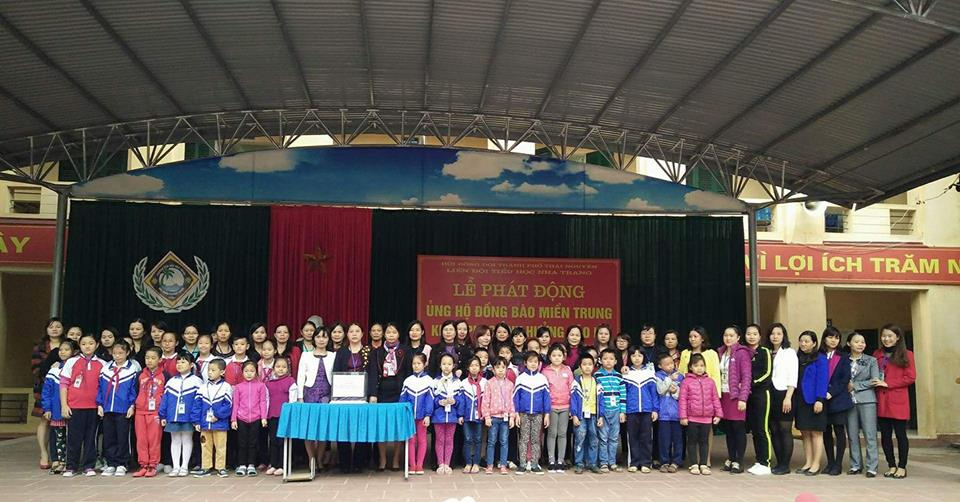 ÂY
HỘI ĐỒNG ĐỘI THÀNH PHỐ THÁI NGUYÊN
LIÊN ĐỘI TIỂU HỌC NHA TRANG
LỄ PHÁT ĐỘNG
ỦNG HỘ ĐỒNG BÀO MIỀN TRUNG
VÌ LỢI ÍCH TRĂM N